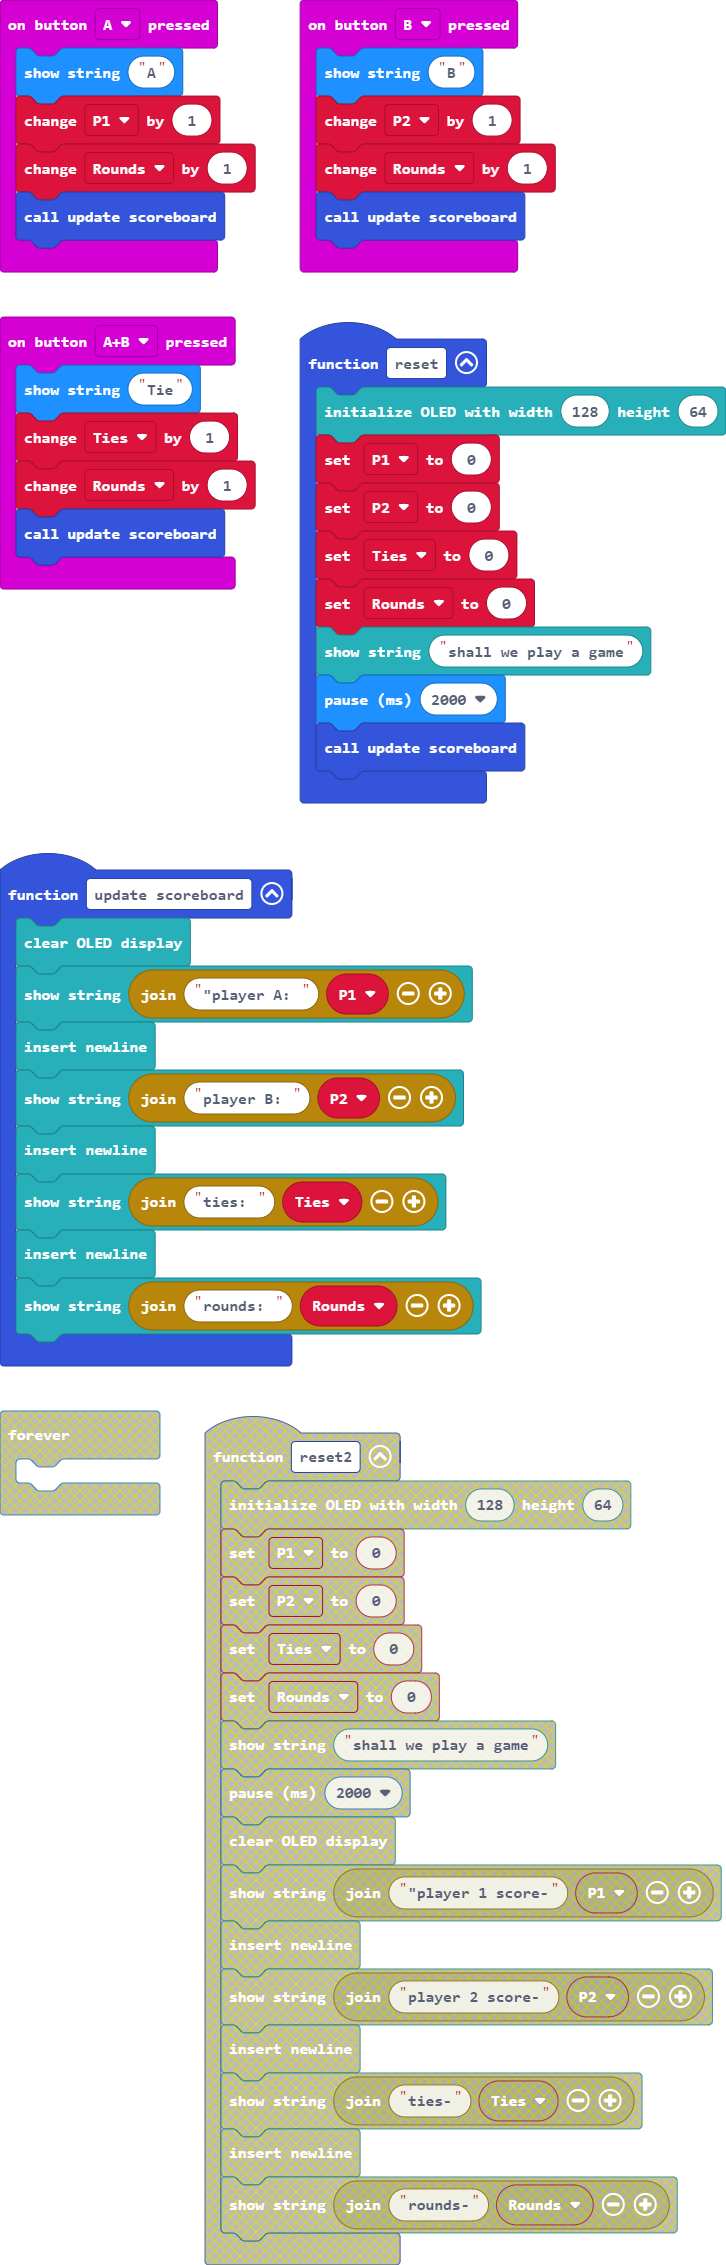 on button A pressed
show string "A"
change P1 by 1
change Rounds by 1
call update scoreboard
on button B pressed
show string "B"
change P2 by 1
change Rounds by 1
call update scoreboard
on button A+B pressed
show string "Tie"
change Ties by 1
change Rounds by 1
call update scoreboard
function reset
initialize OLED with width 128 height 64
set P1 to 0
set P2 to 0
set Ties to 0
set Rounds to 0
show string "shall we play a game"
pause (ms) 2000
call update scoreboard
function update scoreboard
clear OLED display
show string join ""player A: " P1
insert newline
show string join "player B: " P2
insert newline
show string join "ties: " Ties
insert newline
show string join "rounds: " Rounds
forever
function reset2
initialize OLED with width 128 height 64
set P1 to 0
set P2 to 0
set Ties to 0
set Rounds to 0
show string "shall we play a game"
pause (ms) 2000
clear OLED display
show string join ""player 1 score-" P1
insert newline
show string join "player 2 score-" P2
insert newline
show string join "ties-" Ties
insert newline
show string join "rounds-" Rounds